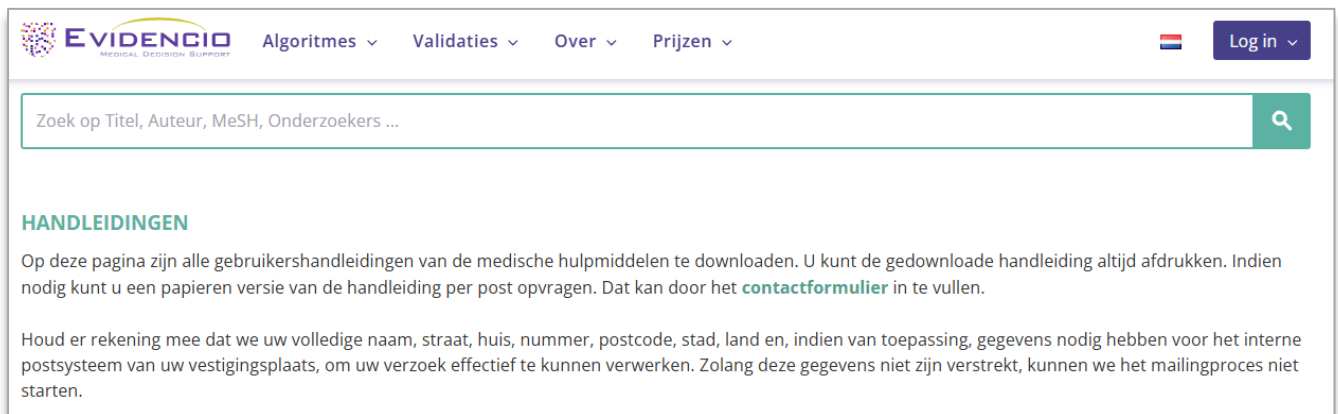 EVIDENCIO
MEDICAL DECISION SUPPORT
Algoritmes Validaties Over Prijzen Log in
Zoek op Titel, Auteur, MeSH, Onderzoekers ...
HANDLEIDINGEN
Op deze pagina zijn alle gebruikershandleidingen van de medische hulpmiddelen te downloaden. U kunt de gedownloade handleiding altijd afdrukken. Indien
nodig kunt u een papieren versie van de handleiding per post opvragen. Dat kan door het contactformulier in te vullen.
Houd er rekening mee dat we uw volledige naam, straat, huis, nummer, postcode, stad, land en, indien van toepassing, gegevens nodig hebben voor het interne
postsysteem van uw vestigingsplaats, om uw verzoek effectief te kunnen verwerken. Zolang deze gegevens niet zijn verstrekt, kunnen we het mailingproces niet
starten.